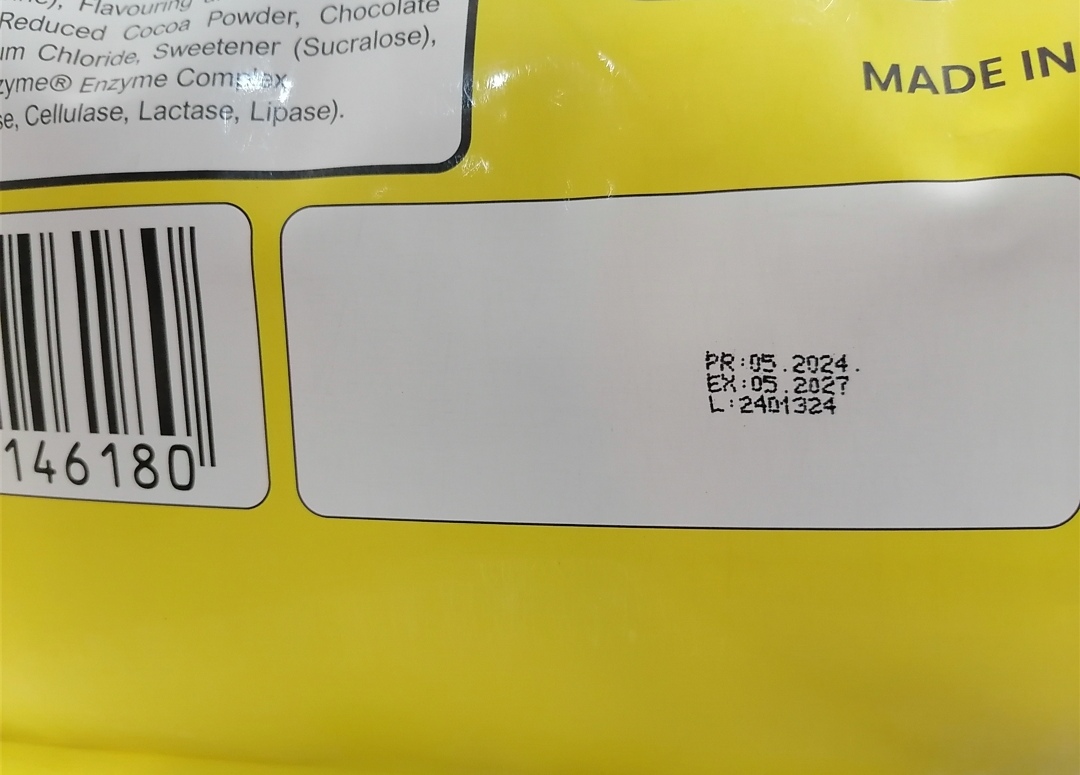 Flavouring
Reduced Cocoa Powder, Chocolate
Chloride, Sweetener (Sucralose),
Enzyme Complex
Cellulase, Lactase, Lipase).
MADE IN
146180
PR:05.2024.
EX:05.2027
L:2401324